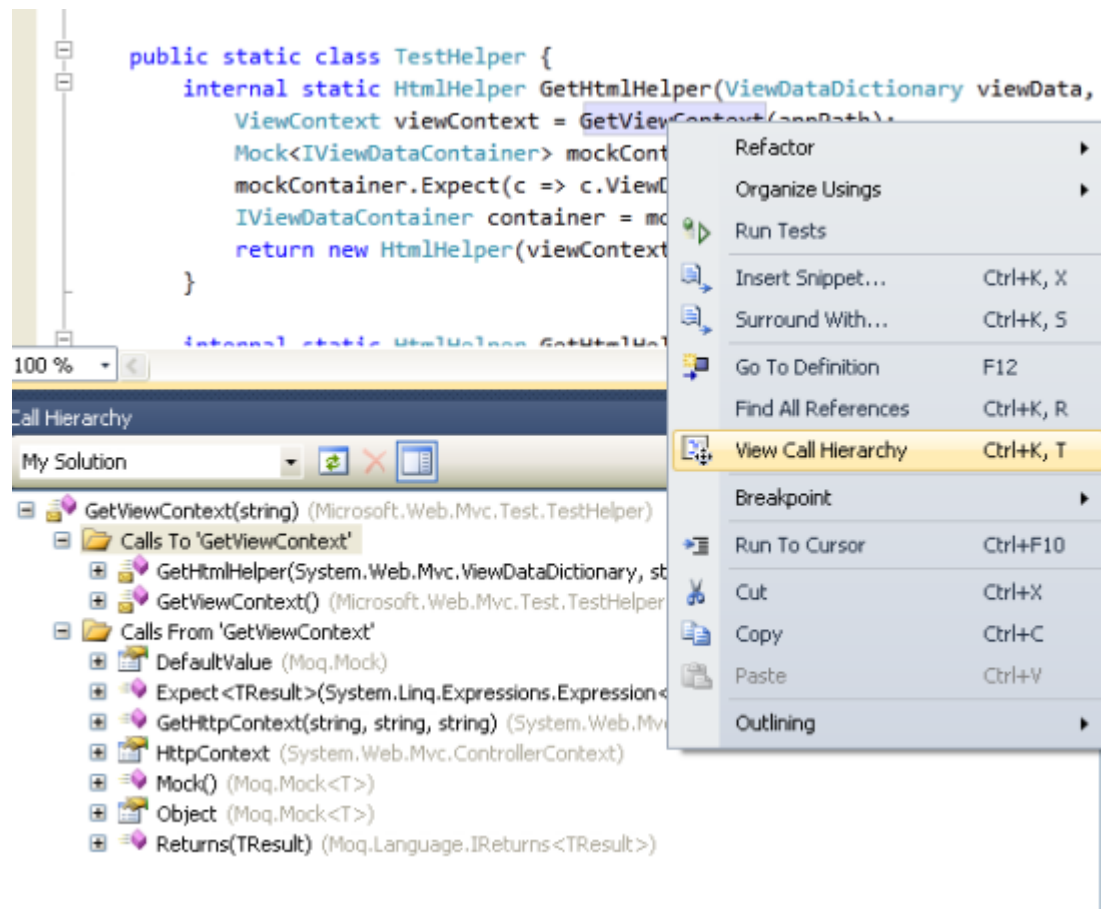 public static class TestHelper {
internal static HtmlHelper GetHtmlHelper(ViewDataDictionary viewData,
ViewContext viewContext = GetViewContext(appPath);
Mock<IViewDataContainer> mockCont
mockContainer.Expect(c => c.ViewD
IViewDataContainer container = mo
return new HtmlHelper(viewContext
}
internal static HtmlHelper GetHtmlHel
100 %
Call Hierarchy
My Solution
GetViewContext(string) (Microsoft.Web.Mvc.Test.TestHelper)
Calls To 'GetViewContext'
GetHtmlHelper(System.Web.Mvc.ViewDataDictionary, st
GetViewContext() (Microsoft.Web.Mvc.Test.TestHelper
Calls From 'GetViewContext'
DefaultValue (Moq.Mock)
Expect<TResult>(System.Linq.Expressions.Expression<
GetHttpContext(string, string, string) (System.Web.Mv
HttpContext (System.Web.Mvc.ControllerContext)
Mock() (Moq.Mock<T>)
Object (Moq.Mock<T>)
Returns(TResult) (Moq.Language.IReturns<TResult>)
Refactor
Organize Usings
Run Tests
Insert Snippet... Ctrl+K, X
Surround With... Ctrl+K, S
Go To Definition F12
Find All References Ctrl+K, R
View Call Hierarchy Ctrl+K, T
Breakpoint
Run To Cursor Ctrl+F10
Cut Ctrl+X
Copy Ctrl+C
Paste Ctrl+V
Outlining